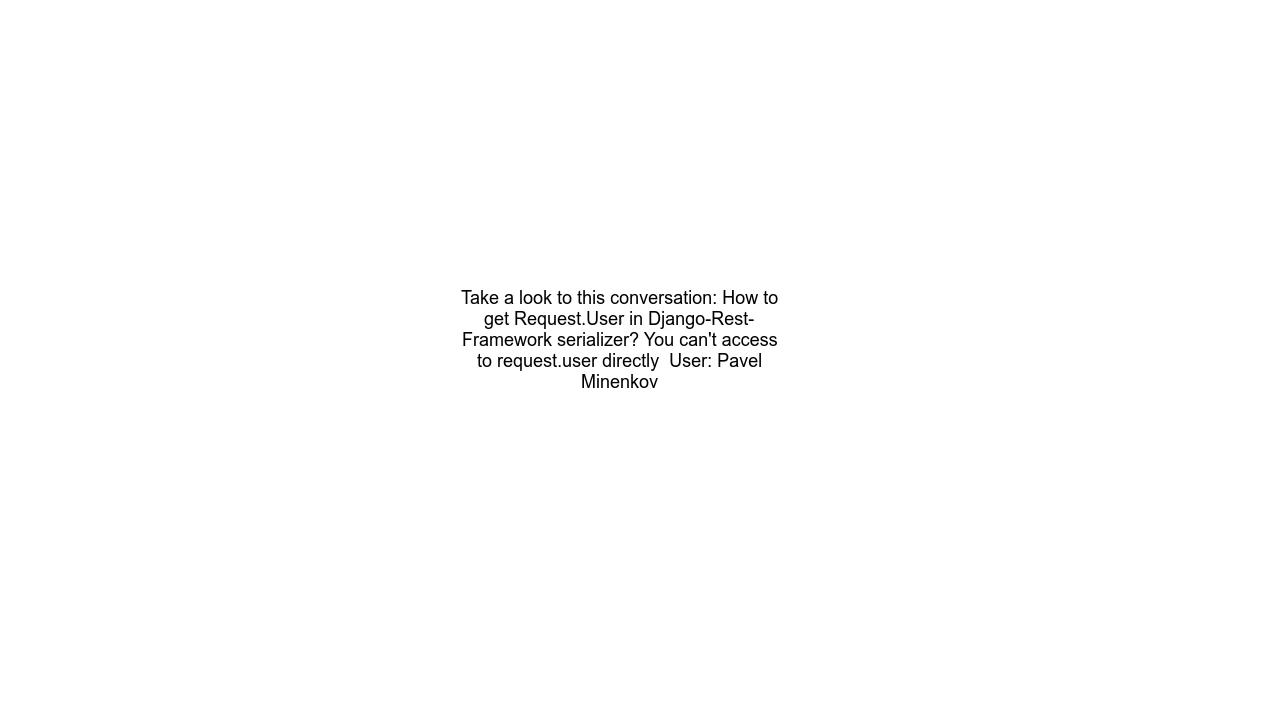 Take a look to this conversation: How to
get Request.User in Django-Rest-
Framework serializer? You can't access
to request.user directly  User: Pavel
Minenkov